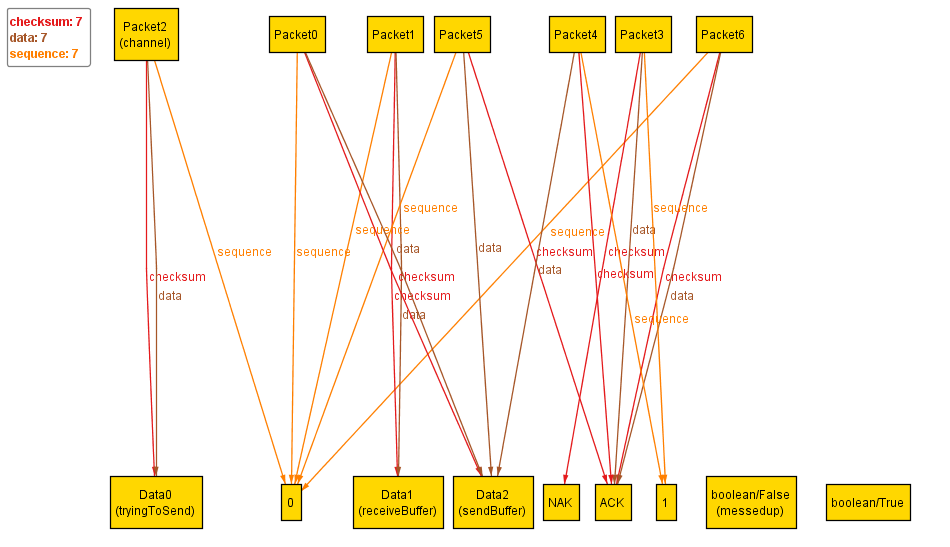 checksum: 7
data: 7
sequence: 7
Packet2
(channel)
Packet0
Packet1
Packet5
Packet4
Packet3
Packet6
sequence
sequence
sequence
sequence
data
sequence
data
data
sequence
checksum
data
checksum
checksum
data
checksum
checksum
data
checksum
checksum
data
data
sequence
Data0
(tryingToSend)
0
Data1
(receiveBuffer)
Data2
(sendBuffer)
NAK
ACK
1
boolean/False
(messedup)
boolean/True